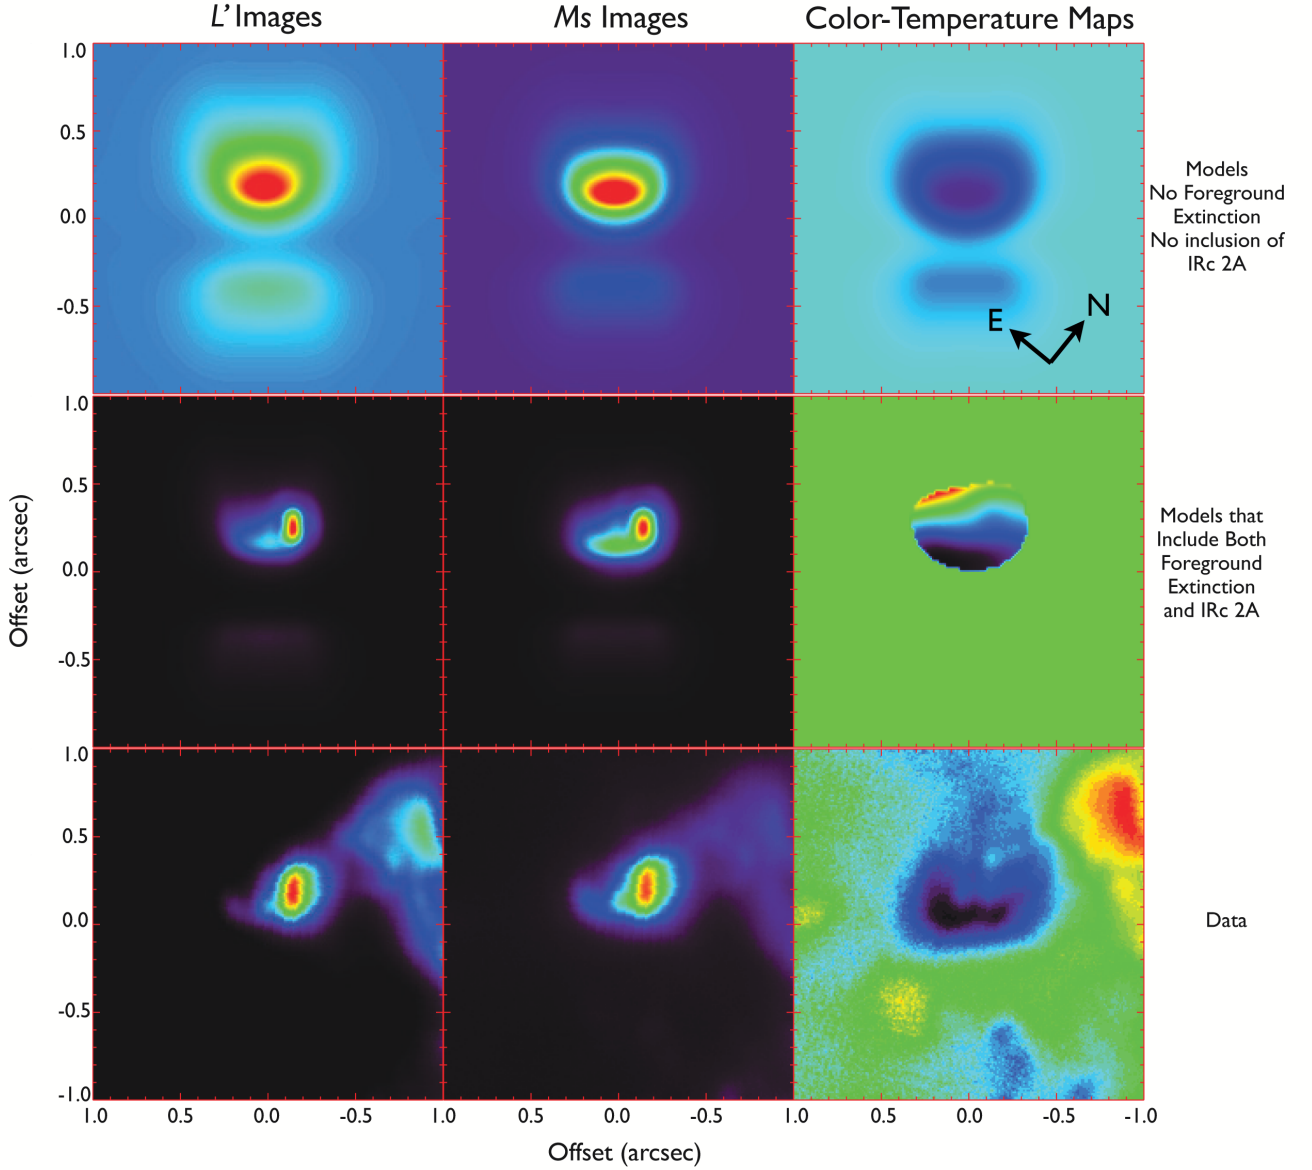 L’ Images
Ms Images
Color-Temperature Maps
1.0
0.5
0.0
-0.5
Models
No Foreground
Extinction
No inclusion of
IRc 2A
E
N
1.0
0.5
0.0
-0.5
Models that
Include Both
Foreground
Extinction
and IRc 2A
Offset (arcsec)
1.0
0.5
0.0
-0.5
-1.0
Data
1.0 0.5 0.0 -0.5 1.0 0.5 0.0 -0.5 1.0 0.5 0.0 -0.5 -1.0
Offset (arcsec)